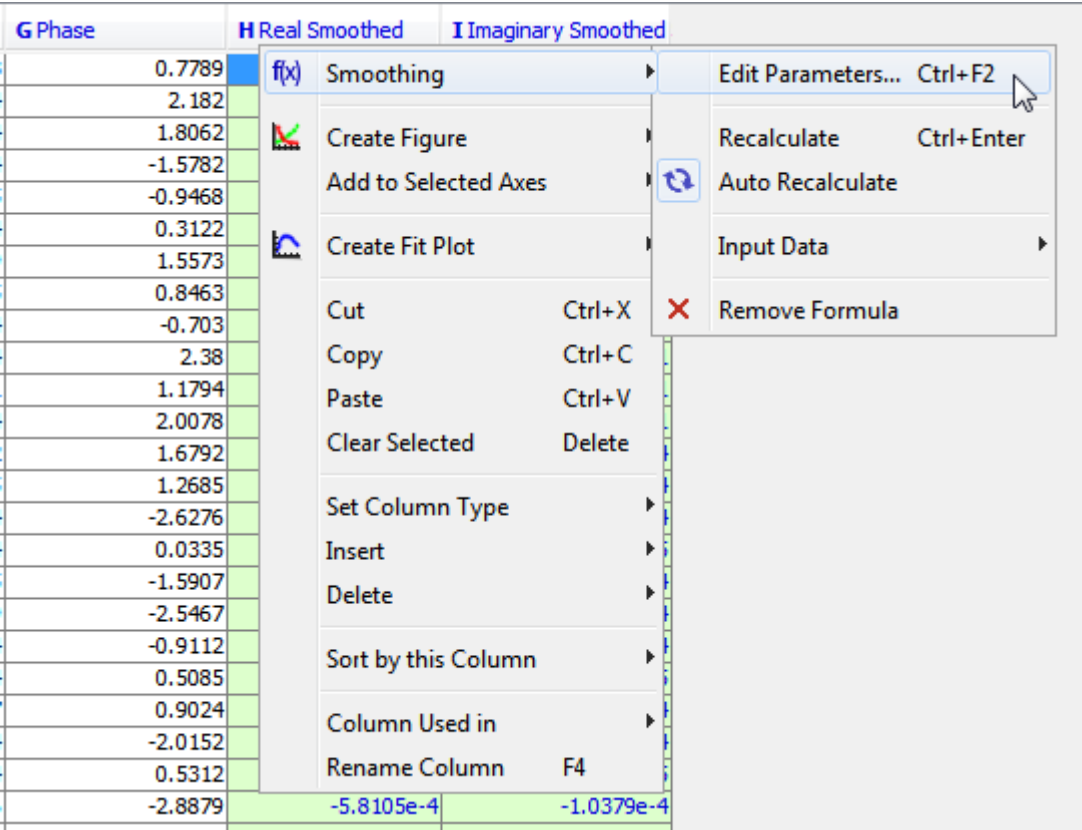 G Phase H Real Smoothed I Imaginary Smoothed
0.7789 f(x) Smoothing Edit Parameters... Ctrl+F2
2.182
1.8062 Create Figure Recalculate Ctrl+Enter
-1.5782 Add to Selected Axes Auto Recalculate
-0.9468
0.3122 Create Fit Plot Input Data
1.5573
0.8463 Cut Ctrl+X Remove Formula
-0.703
2.38 Copy Ctrl+C
1.1794 Paste Ctrl+V
2.0078 Clear Selected Delete
1.6792
1.2685 Set Column Type
-2.6276
0.0335 Insert
-1.5907 Delete
-2.5467
-0.9112 Sort by this Column
0.5085
0.9024 Column Used in
-2.0152
0.5312 Rename Column F4
-2.8879 -5.8105e-4 -1.0379e-4